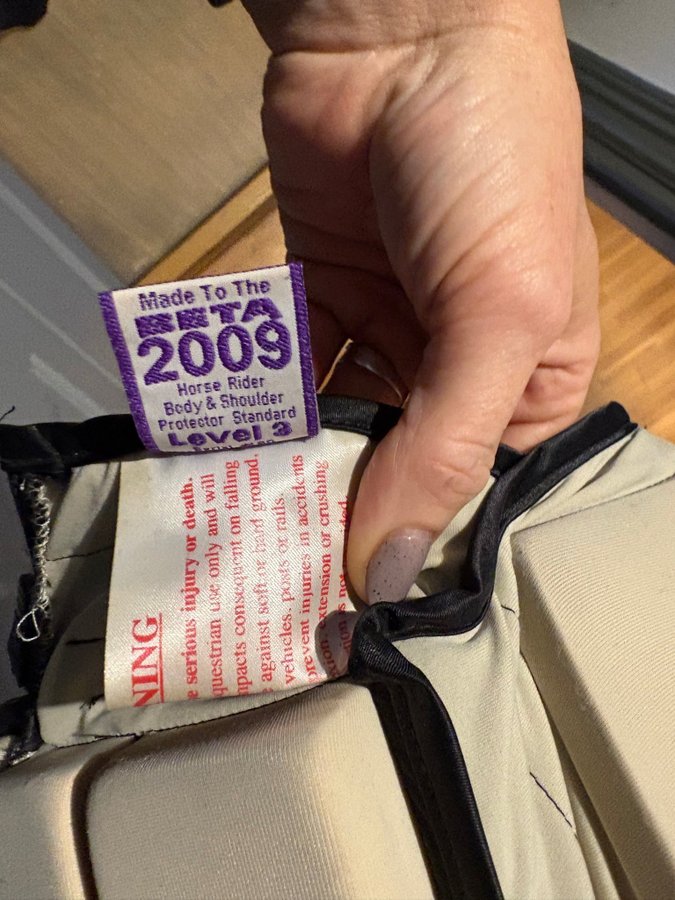 Made To The
BETA
2009
Horse Rider
Body & Shoulder
Protector Standard
Level 3
NING
e serious injury or death.
questrian use only and will
mpacts consequent on falling
e against soft or hard ground,
vehicles, posts or rails.
prevent injuries in accidents
extension or crushing